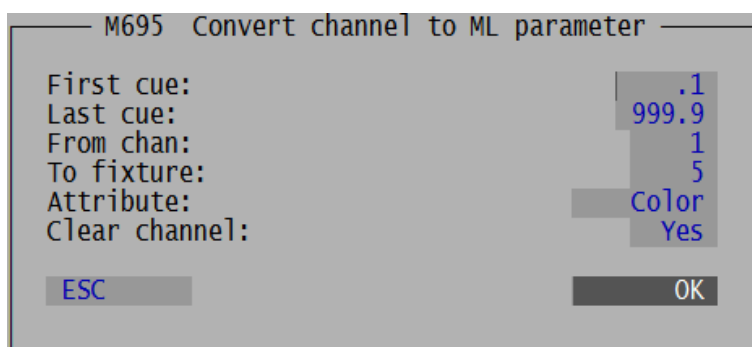 M695 Convert channel to ML parameter
First cue: .1
Last cue: 999.9
From chan: 1
To fixture: 5
Attribute: Color
Clear channel: Yes
ESC OK